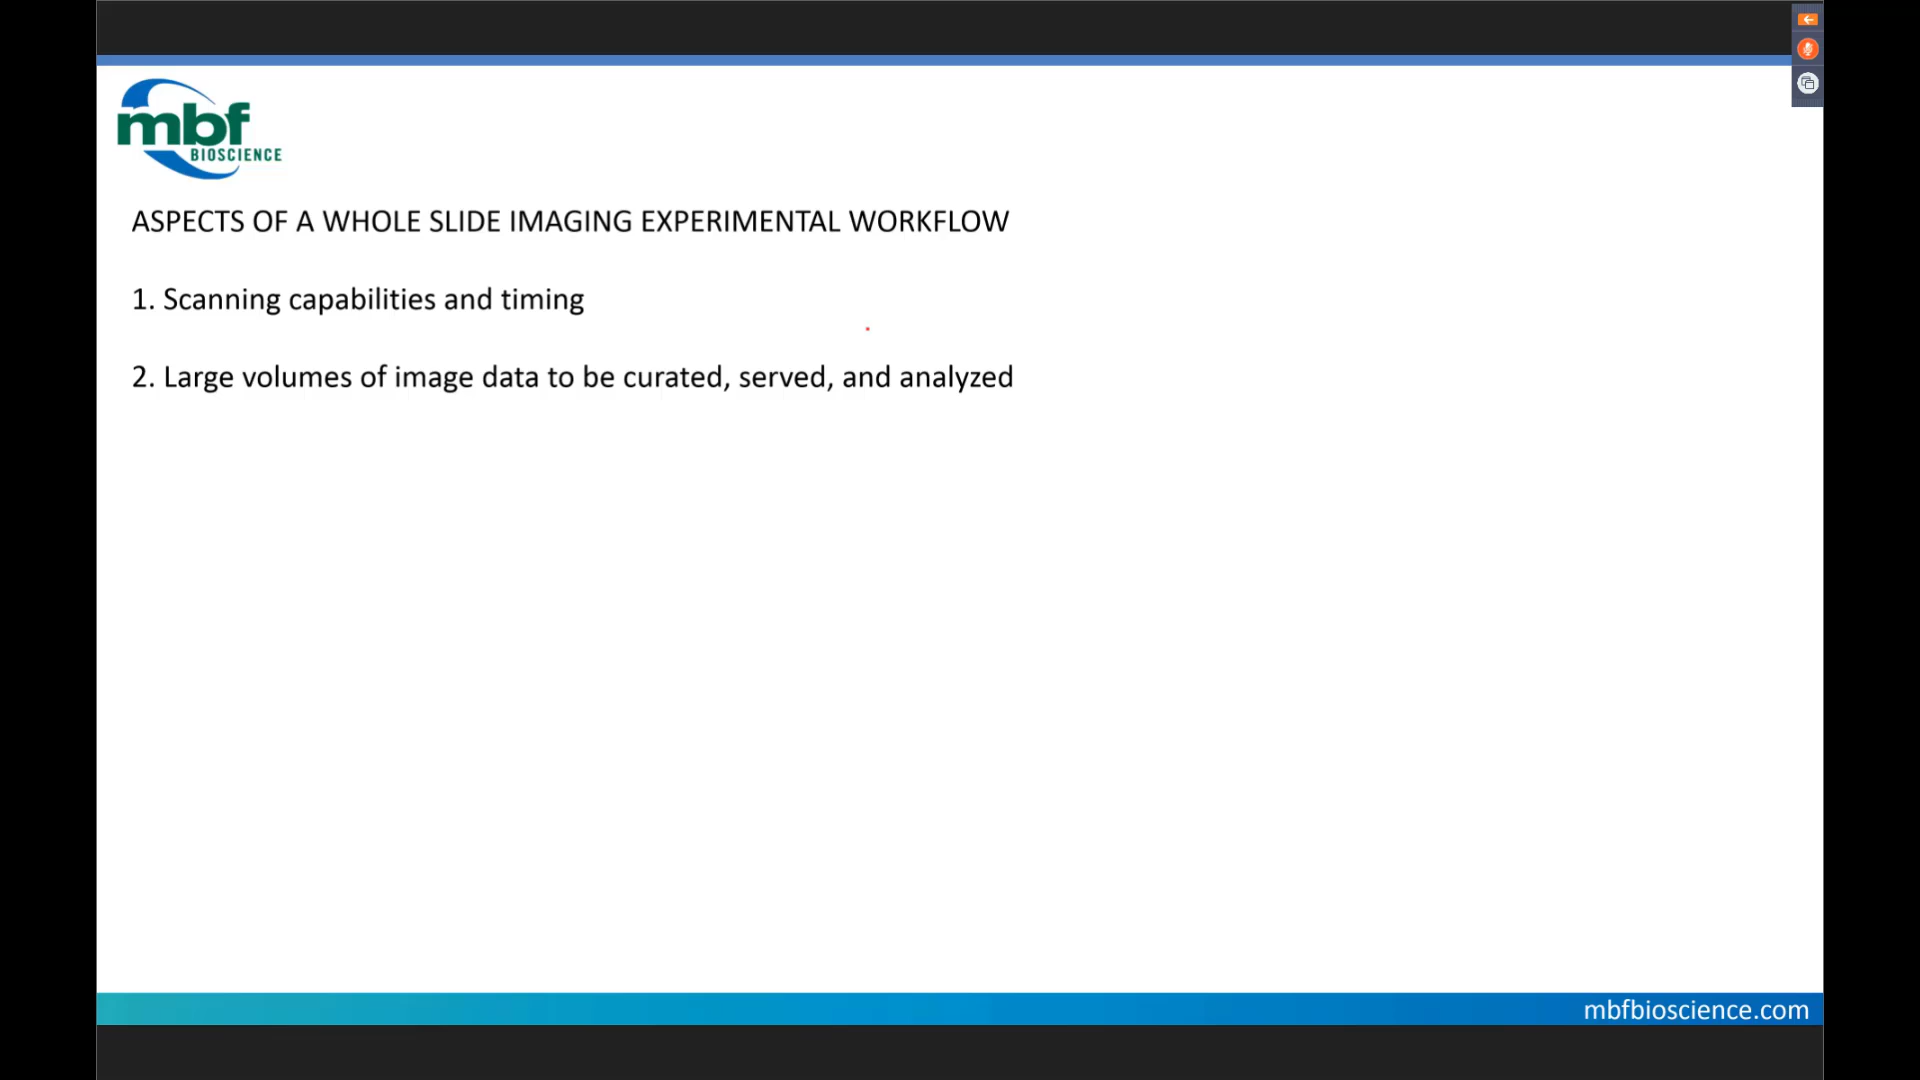 mbf
BIOSCIENCE
ASPECTS OF A WHOLE SLIDE IMAGING EXPERIMENTAL WORKFLOW
1. Scanning capabilities and timing
2. Large volumes of image data to be curated, served, and analyzed
mbfbioscience.com